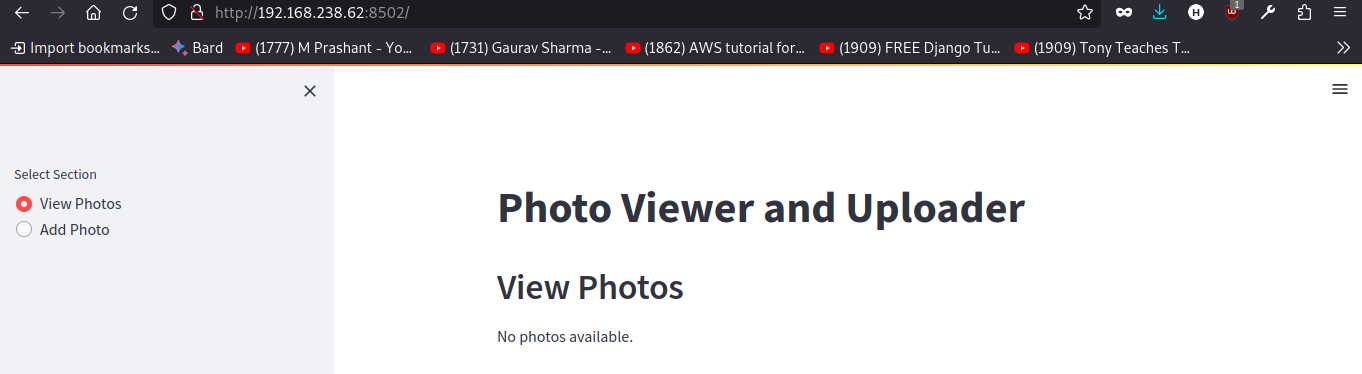 http://192.168.238.62:8502/
1
Import bookmarks... Bard (1777) M Prashant - Yo... (1731) Gaurav Sharma -... (1862) AWS tutorial for... (1909) FREE Django Tu... (1909) Tony Teaches T...
Select Section
View Photos
Add Photo
Photo Viewer and Uploader
View Photos
No photos available.